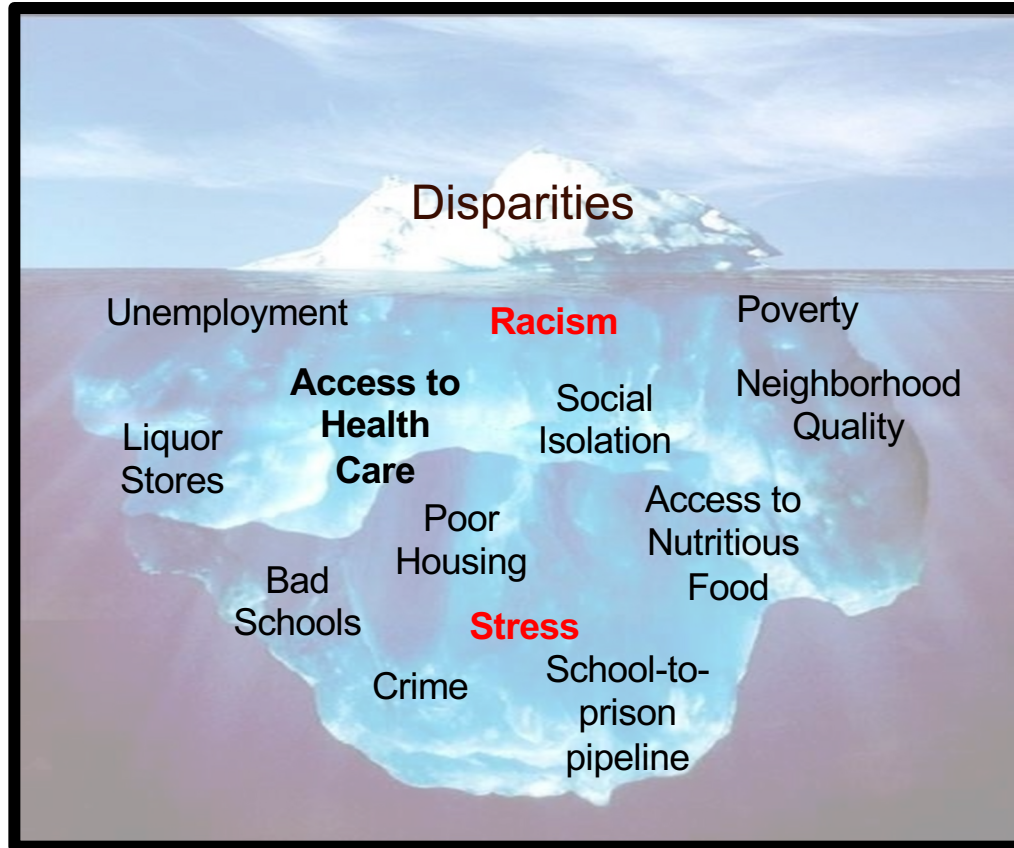 Disparities
Unemployment
Racism
Poverty
Access to
Health
Care
Social
Isolation
Neighborhood
Quality
Liquor
Stores
Poor
Housing
Access to
Nutritious
Food
Bad
Schools
Stress
Crime
School-to-
prison
pipeline